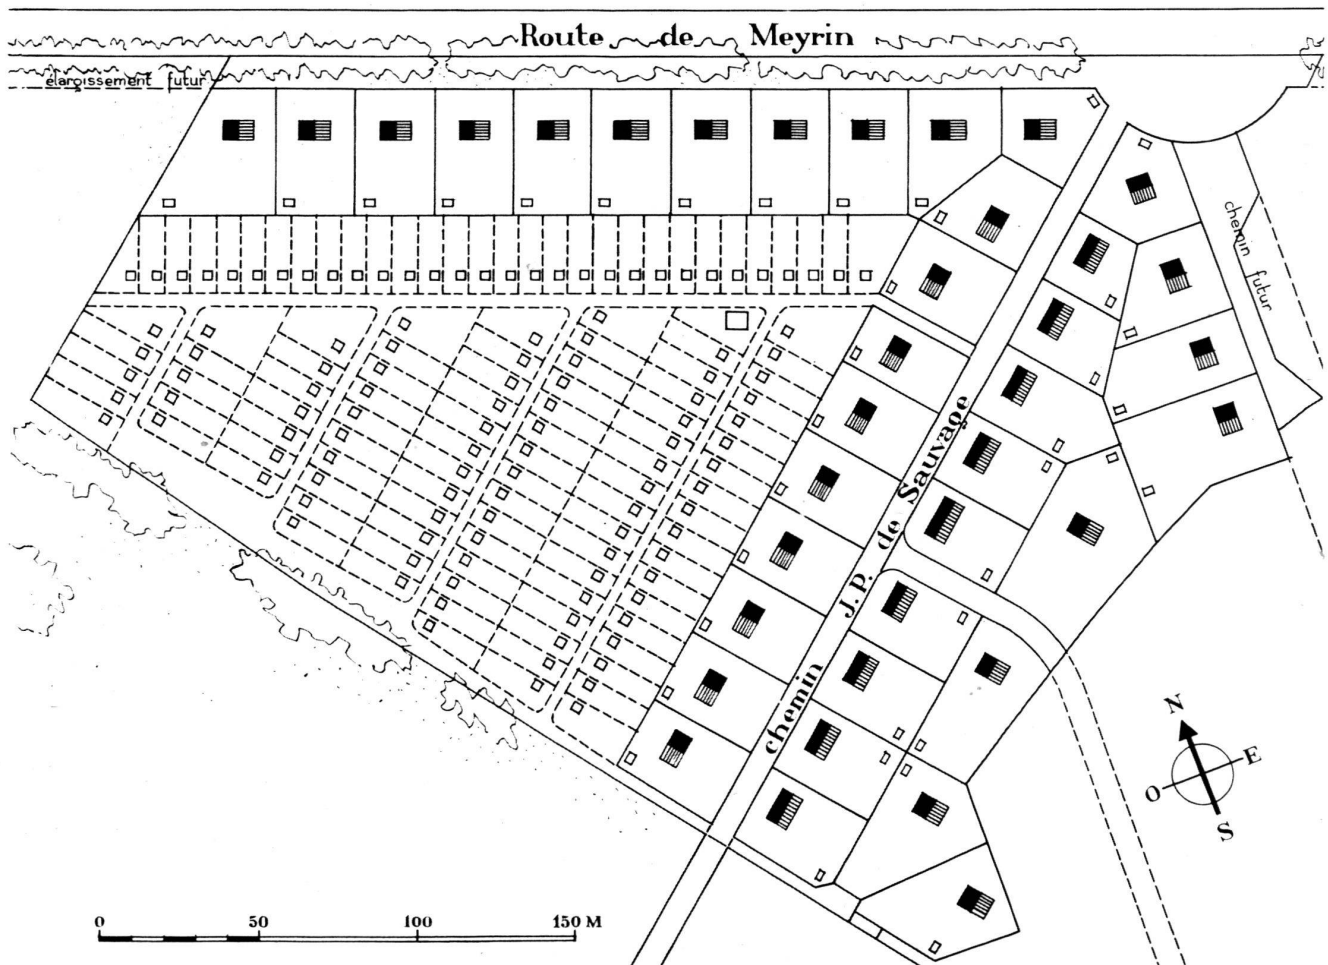 Route de Meyrin
élargissement futur
chemin futur
chemin J. P. de Sauvage
N
E
O
S
0 50 100 150 M